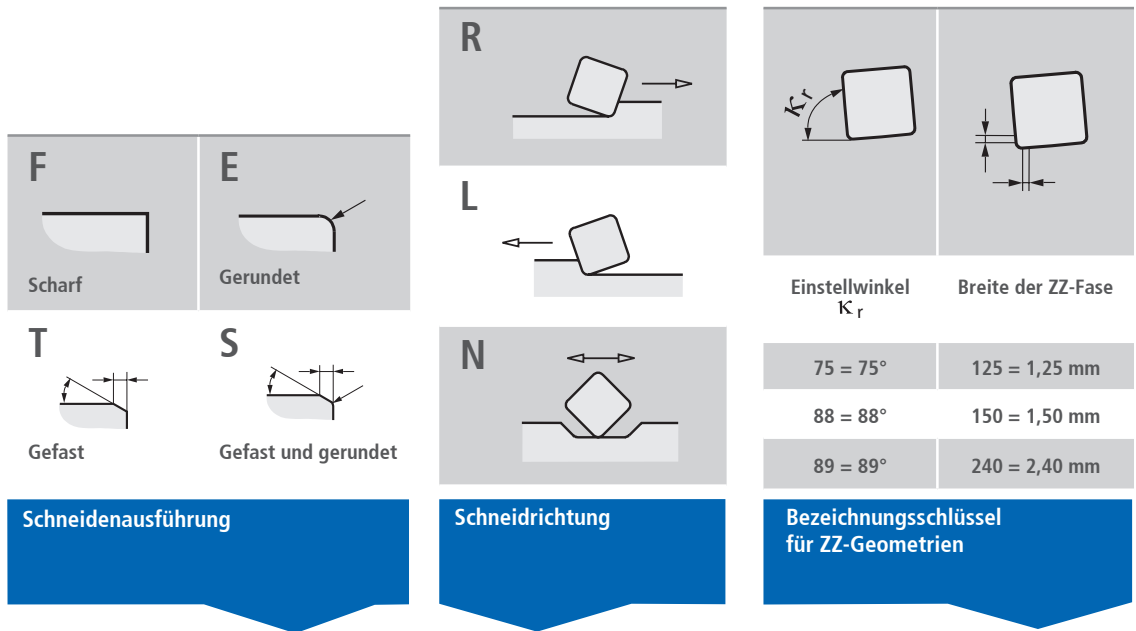 F
Scharf
E
Gerundet
T
Gefast
S
Gefast und gerundet
Schneidenausführung
R
L
N
Schneidrichtung
κr
Einstellwinkel
κ r
Breite der ZZ-Fase
75 = 75°
125 = 1,25 mm
88 = 88°
150 = 1,50 mm
89 = 89°
240 = 2,40 mm
Bezeichnungsschlüssel
für ZZ-Geometrien